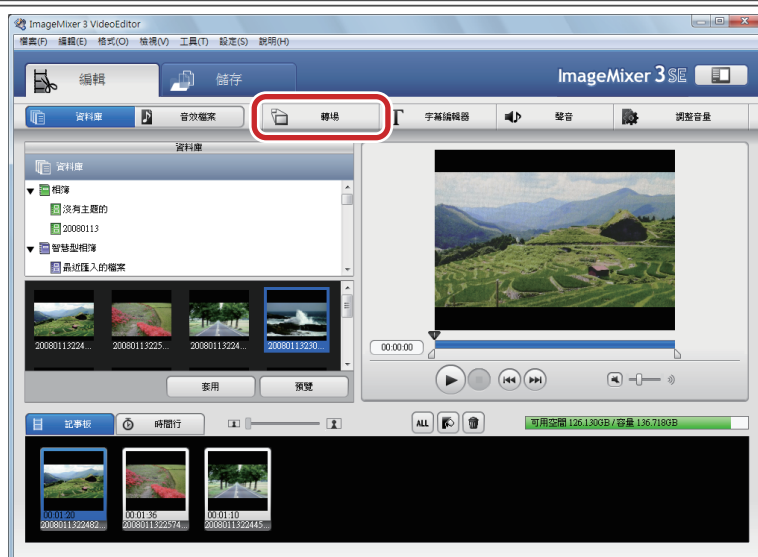 ImageMixer 3 VideoEditor
檔案(F) 編輯(E) 格式(O) 檢視(V) 工具(T) 設定(S) 說明(H)
編輯 儲存 ImageMixer 3 SE
資料庫 音效檔案 轉場 T 字幕編輯器 聲音 調整音量
資料庫
資料庫
相簿
沒有主題的
20080113
智慧型相簿
最近匯入的檔案
20080113224... 20080113225... 20080113224... 20080113230...
00:00:00
套用 預覽
記事板 時間行 ALL 可用空間 126.130GB / 容量 136.718GB
00:01:20 00:01:36 00:01:10
2008011322482... 2008011322574... 2008011322445...